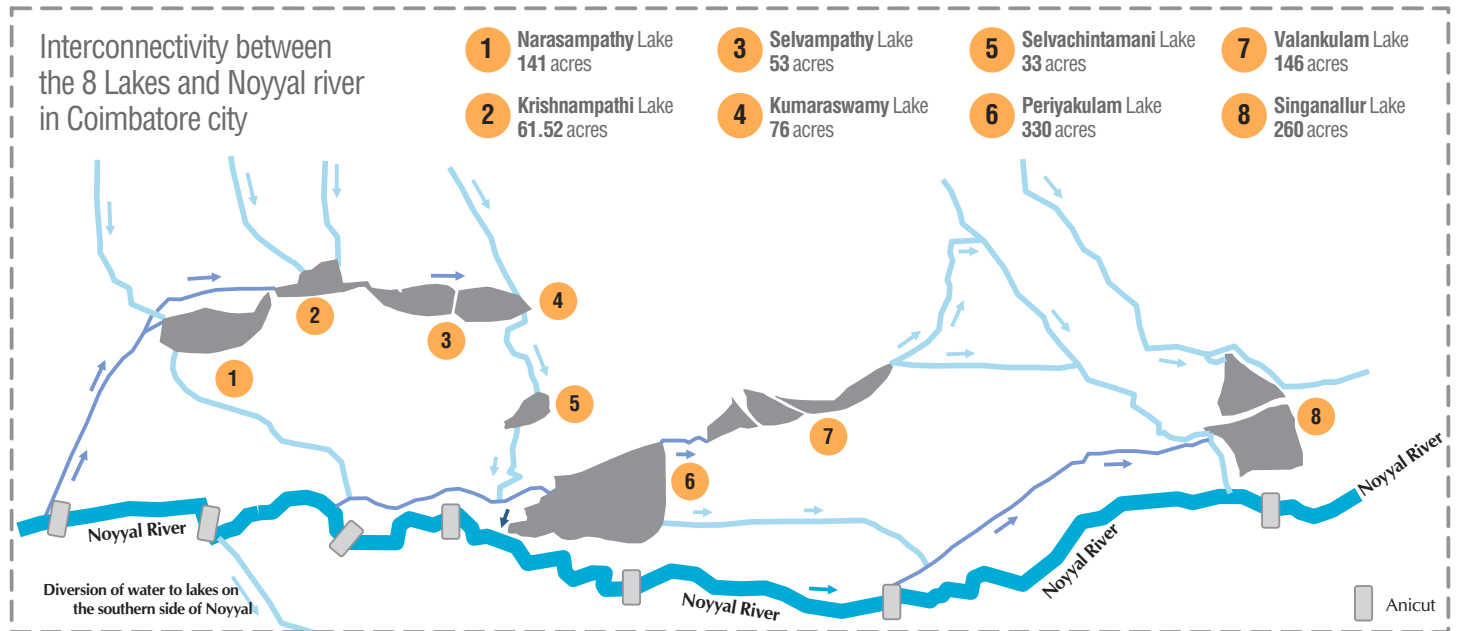 Interconnectivity between
the 8 Lakes and Noyyal river
in Coimbatore city
1 Narasampathy Lake
141 acres
2 Krishnampathi Lake
61.52 acres
3 Selvampathy Lake
53 acres
4 Kumaraswamy Lake
76 acres
5 Selvachintamani Lake
33 acres
6 Periyakulam Lake
330 acres
7 Valankulam Lake
146 acres
8 Singanallur Lake
260 acres
2
4
3
1
5
7
8
6
Noyyal River
Noyyal River
Noyyal River
Noyyal River
Diversion of water to lakes on
the southern side of Noyyal
Anicut